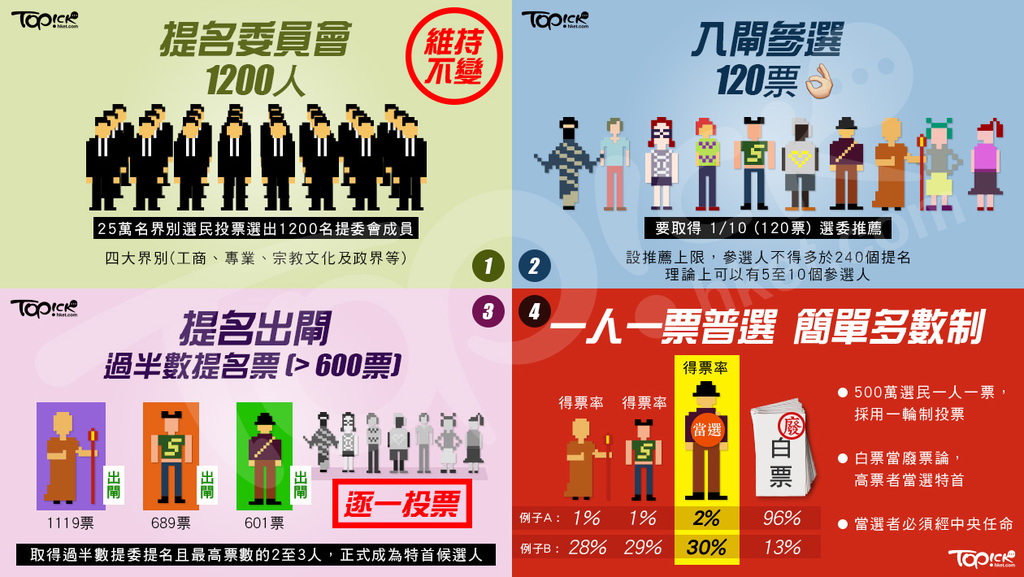 TOPICK
hket.com
提名委員會
1200人
維持
不變
25萬名界別選民投票選出1200名提委會成員
四大界別(工商、專業、宗教文化及政界等)
1
TOPICK
hket.com
入閘參選
120票
要取得 1/10 (120票) 選委推薦
設推薦上限，參選人不得多於240個提名
理論上可以有5至10個參選人
2
TOPICK
hket.com
3
提名出閘
過半數提名票 (> 600票)
出閘
出閘
出閘
S
1119票
689票
601票
逐一投票
取得過半數提委提名且最高票數的2至3人，正式成為特首候選人
4
一人一票普選 簡單多數制
得票率
得票率
得票率
當選
廢
白票
例子A： 1% 1% 2% 96%
例子B： 28% 29% 30% 13%
● 500萬選民一人一票，
採用一輪制投票
● 白票當廢票論，
高票者當選特首
● 當選者必須經中央任命
TOPICK
hket.com